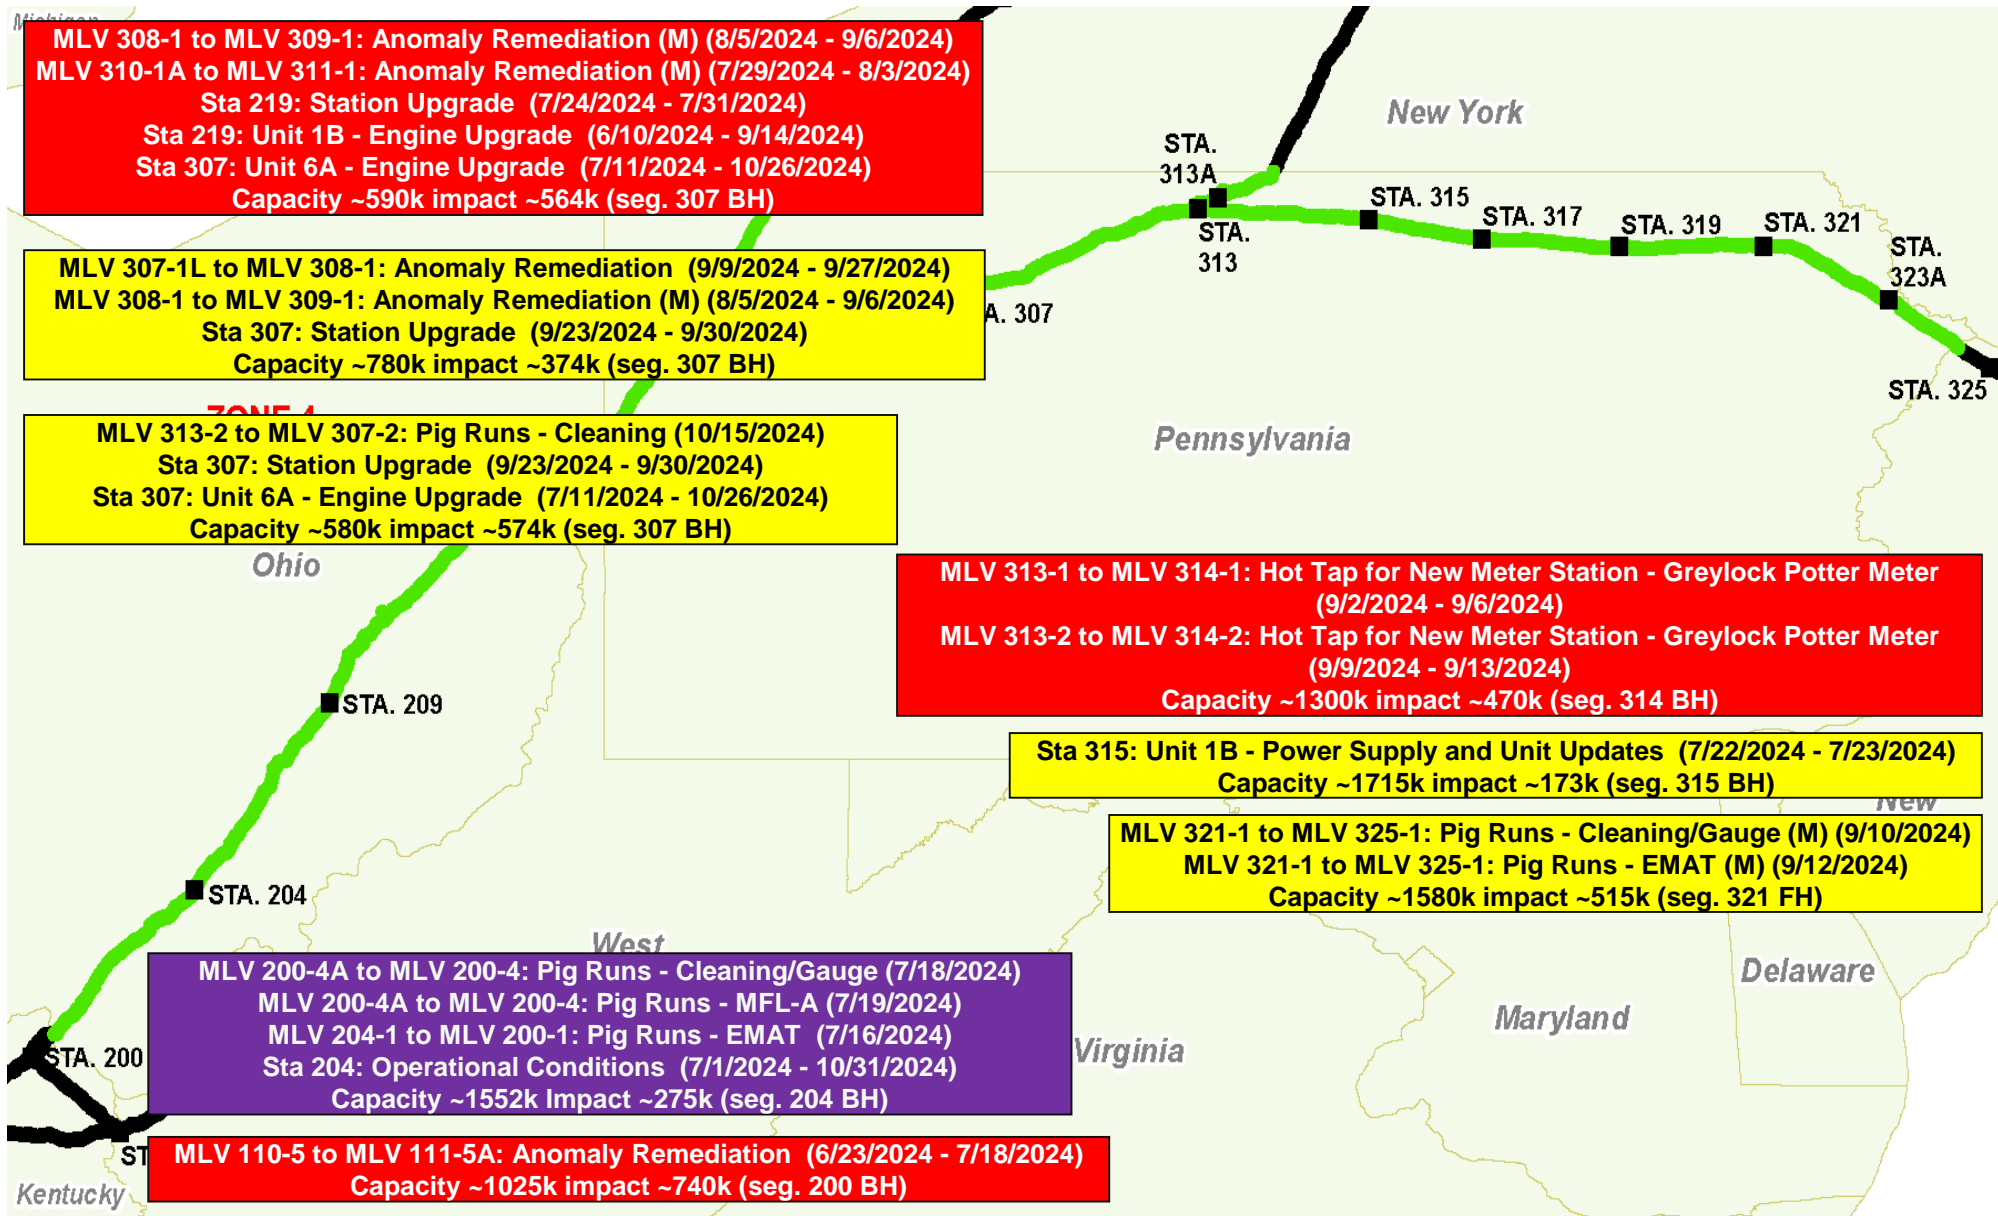 Michigan
MLV 308-1 to MLV 309-1: Anomaly Remediation (M) (8/5/2024 - 9/6/2024)
MLV 310-1A to MLV 311-1: Anomaly Remediation (M) (7/29/2024 - 8/3/2024)
Sta 219: Station Upgrade (7/24/2024 - 7/31/2024)
Sta 219: Unit 1B - Engine Upgrade (6/10/2024 - 9/14/2024)
Sta 307: Unit 6A - Engine Upgrade (7/11/2024 - 10/26/2024)
Capacity ~590k impact ~564k (seg. 307 BH)
New York
STA.
313A
STA. 315
STA. 317
STA. 319
STA. 321
STA.
313
STA.
323A
MLV 307-1L to MLV 308-1: Anomaly Remediation (9/9/2024 - 9/27/2024)
MLV 308-1 to MLV 309-1: Anomaly Remediation (M) (8/5/2024 - 9/6/2024)
Sta 307: Station Upgrade (9/23/2024 - 9/30/2024)
Capacity ~780k impact ~374k (seg. 307 BH)
A. 307
STA. 325
ZONE 4
MLV 313-2 to MLV 307-2: Pig Runs - Cleaning (10/15/2024)
Sta 307: Station Upgrade (9/23/2024 - 9/30/2024)
Sta 307: Unit 6A - Engine Upgrade (7/11/2024 - 10/26/2024)
Capacity ~580k impact ~574k (seg. 307 BH)
Pennsylvania
Ohio
MLV 313-1 to MLV 314-1: Hot Tap for New Meter Station - Greylock Potter Meter
(9/2/2024 - 9/6/2024)
MLV 313-2 to MLV 314-2: Hot Tap for New Meter Station - Greylock Potter Meter
(9/9/2024 - 9/13/2024)
Capacity ~1300k impact ~470k (seg. 314 BH)
STA. 209
Sta 315: Unit 1B - Power Supply and Unit Updates (7/22/2024 - 7/23/2024)
Capacity ~1715k impact ~173k (seg. 315 BH)
New
MLV 321-1 to MLV 325-1: Pig Runs - Cleaning/Gauge (M) (9/10/2024)
MLV 321-1 to MLV 325-1: Pig Runs - EMAT (M) (9/12/2024)
Capacity ~1580k impact ~515k (seg. 321 FH)
STA. 204
West
Virginia
Delaware
Maryland
MLV 200-4A to MLV 200-4: Pig Runs - Cleaning/Gauge (7/18/2024)
MLV 200-4A to MLV 200-4: Pig Runs - MFL-A (7/19/2024)
MLV 204-1 to MLV 200-1: Pig Runs - EMAT (7/16/2024)
Sta 204: Operational Conditions (7/1/2024 - 10/31/2024)
Capacity ~1552k Impact ~275k (seg. 204 BH)
STA. 200
ST
MLV 110-5 to MLV 111-5A: Anomaly Remediation (6/23/2024 - 7/18/2024)
Capacity ~1025k impact ~740k (seg. 200 BH)
Kentucky